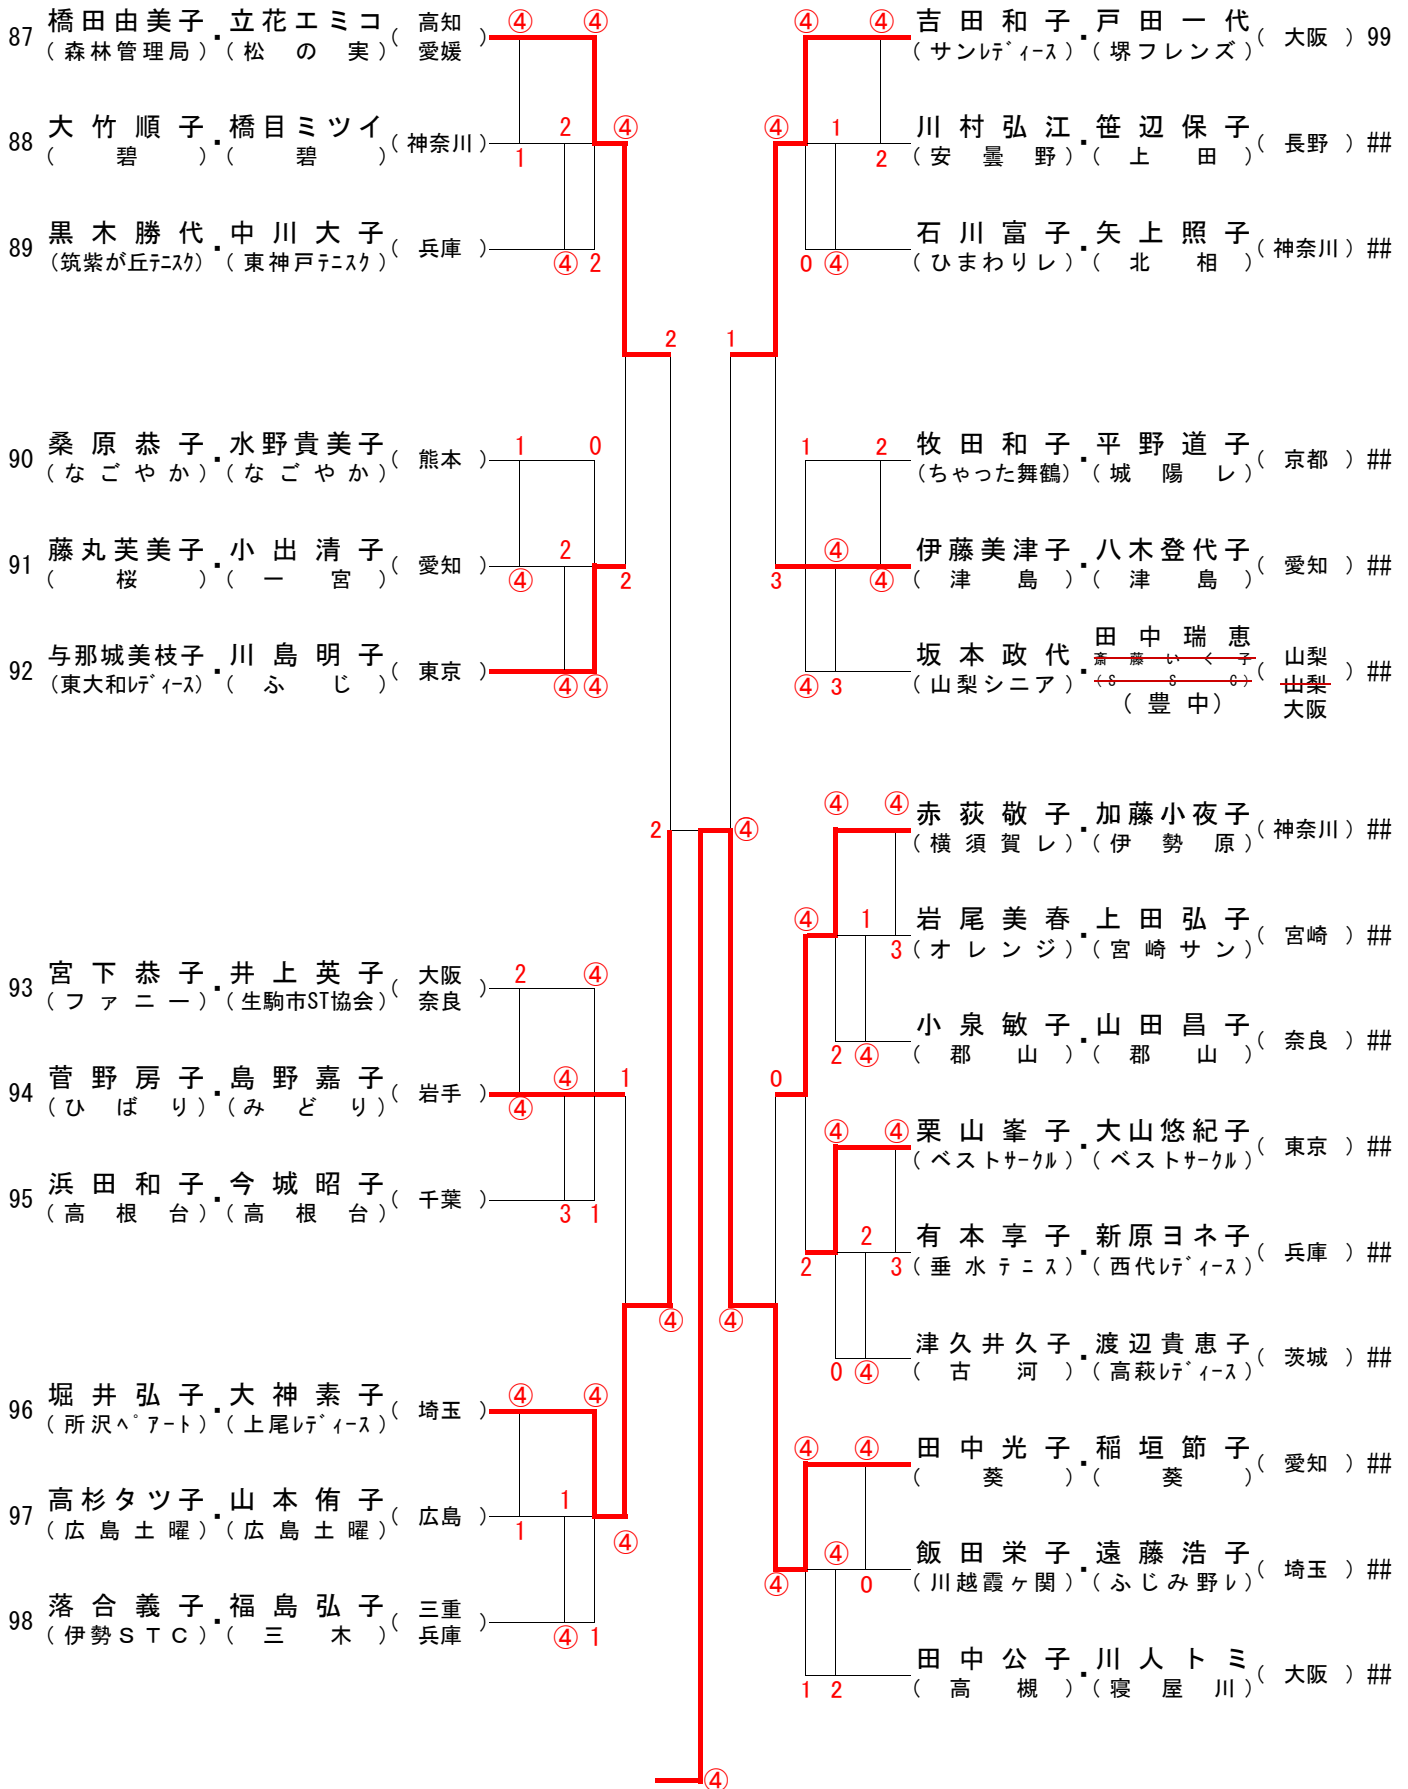 87 橋田由美子・立花エミコ ( 高知 愛媛 ) ④ ④
(森林管理局) (松の実)
88 大竹順子・橋目ミツイ (神奈川) 1 2 ④
(碧) (碧)
89 黒木勝代・中川大子 (兵庫) ④ 2
(筑紫が丘テニスク) (東神戸テニスク)
2
90 桑原恭子・水野貴美子 (熊本) 1 0
(なごやか) (なごやか)
91 藤丸芙美子・小出清子 (愛知) ④ 2 2
(桜) (一宮)
92 与那城美枝子・川島明子 (東京) ④ ④
(東大和レディース) (ふじ)
2
93 宮下恭子・井上英子 ( 大阪 奈良 ) 2 ④
(ファニー) (生駒市ST協会)
94 菅野房子・島野嘉子 (岩手) ④ ④ 1
(ひばり) (みどり)
95 浜田和子・今城昭子 (千葉) 3 1
(高根台) (高根台)
④
96 堀井弘子・大神素子 (埼玉) ④ ④
(所沢ペアート) (上尾レディース)
97 高杉タツ子・山本侑子 (広島) 1 1 ④
(広島土曜) (広島土曜)
98 落合義子・福島弘子 ( 三重 兵庫 ) ④ 1
(伊勢STC) (三木)
④ ④ 吉田和子・戸田一代 (大阪) 99
(サンレディース) (堺フレンズ)
④ 1 2 川村弘江・笹辺保子 (長野) ##
(安曇野) (上田)
0 ④ 石川富子・矢上照子 (神奈川) ##
(ひまわりレ) (北相)
1
1 2 牧田和子・平野道子 (京都) ##
(ちゃった舞鶴) (城陽レ)
3 ④ ④ 伊藤美津子・八木登代子 (愛知) ##
(津島) (津島)
田中瑞恵
④ 3 坂本政代・斎藤いく子 ( 山梨 山梨 大阪 ) ##
(山梨シニア) (SSC)
(豊中)
④
④ ④ 赤荻敬子・加藤小夜子 (神奈川) ##
(横須賀レ) (伊勢原)
④ 1 3 岩尾美春・上田弘子 (宮崎) ##
(オレンジ) (宮崎サン)
2 ④ 小泉敏子・山田昌子 (奈良) ##
(郡山) (郡山)
0
④ ④ 栗山峯子・大山悠紀子 (東京) ##
(ベストサークル) (ベストサークル)
2 2 3 有本享子・新原ヨネ子 (兵庫) ##
(垂水テニス) (西代レディース)
0 ④ 津久井久子・渡辺貴恵子 (茨城) ##
(古河) (高萩レディース)
④
④ ④ 田中光子・稲垣節子 (愛知) ##
(葵) (葵)
④ ④ 0 飯田栄子・遠藤浩子 (埼玉) ##
(川越霞ヶ関) (ふじみ野レ)
1 2 田中公子・川人トミ (大阪) ##
(高槻) (寝屋川)
④